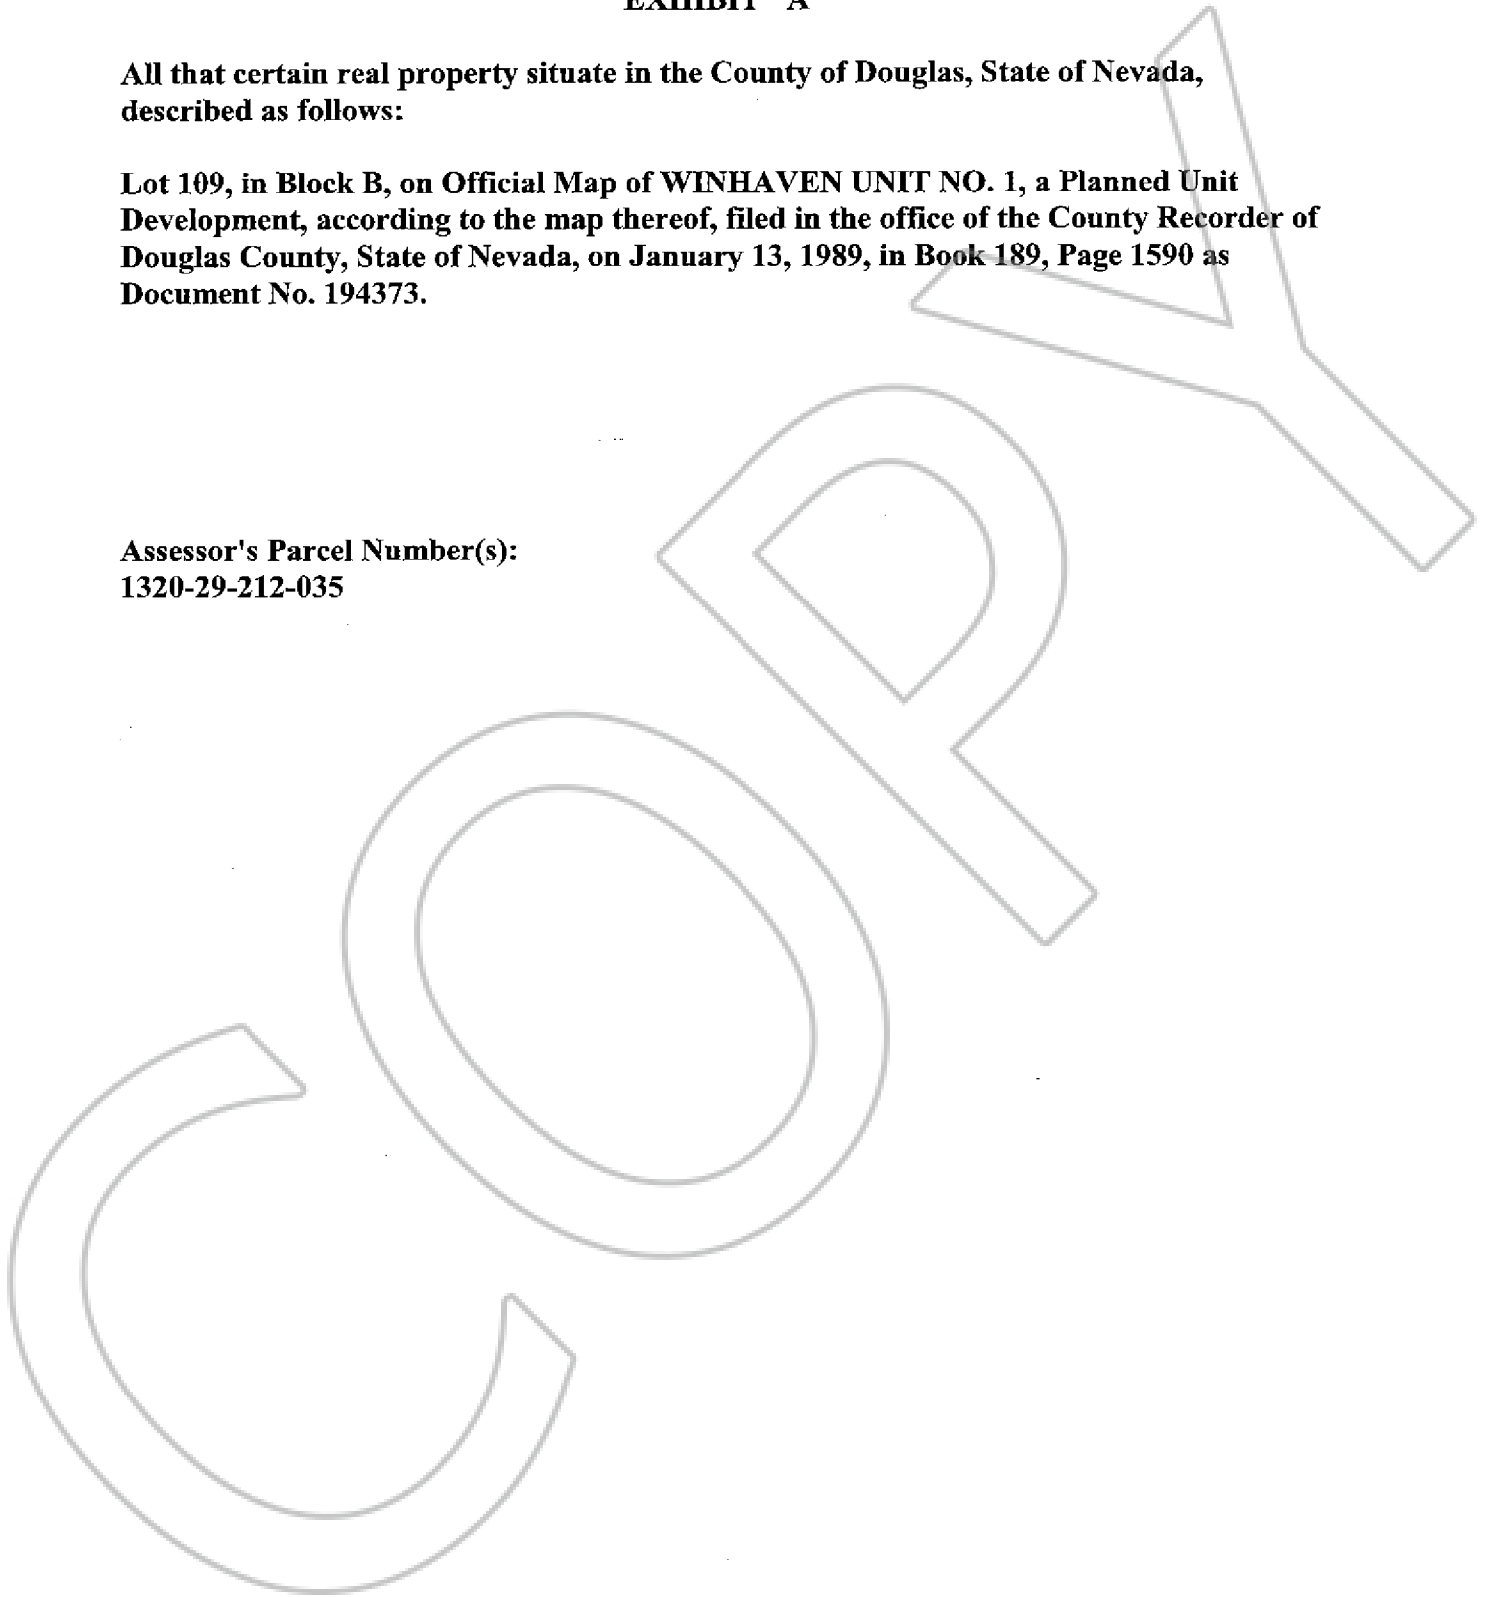 EXHIBIT A
All that certain real property situate in the County of Douglas, State of Nevada,
described as follows:
Lot 109, in Block B, on Official Map of WINHAVEN UNIT NO. 1, a Planned Unit
Development, according to the map thereof, filed in the office of the County Recorder of
Douglas County, State of Nevada, on January 13, 1989, in Book 189, Page 1590 as
Document No. 194373.
Assessor's Parcel Number(s):
1320-29-212-035
COPY